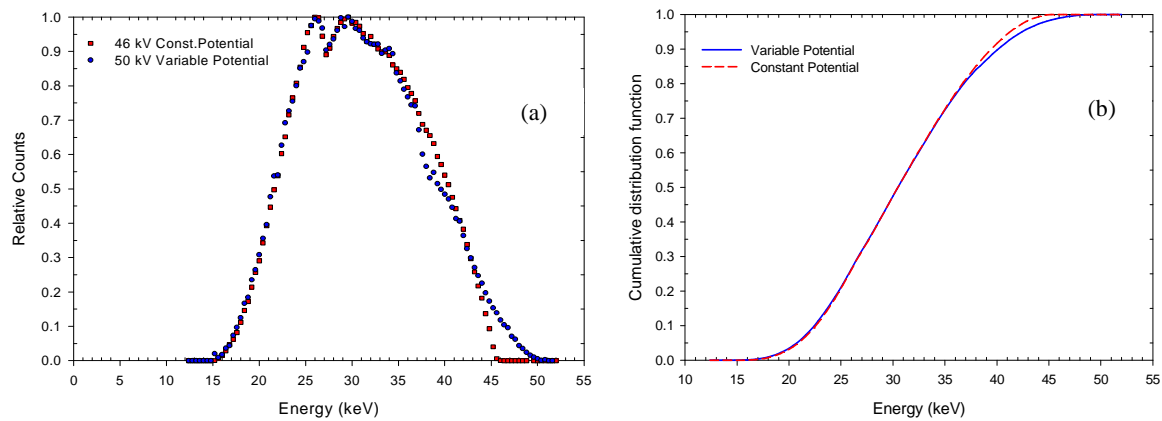 1.0
0.9
0.8
0.7
0.6
0.5
0.4
0.3
0.2
0.1
0.0
Relative Counts
46 kV Const.Potential
50 kV Variable Potential
(a)
0 0 5 15 20 25 30 35 40 45 50 55
Energy (keV)
1.0
0.9
0.8
0.7
0.6
0.5
0.4
0.3
0.2
0.1
0.0
Cumulative distribution function
Variable Potential
Constant Potential
(b)
10 15 20 25 30 35 40 45 50 55
Energy (keV)